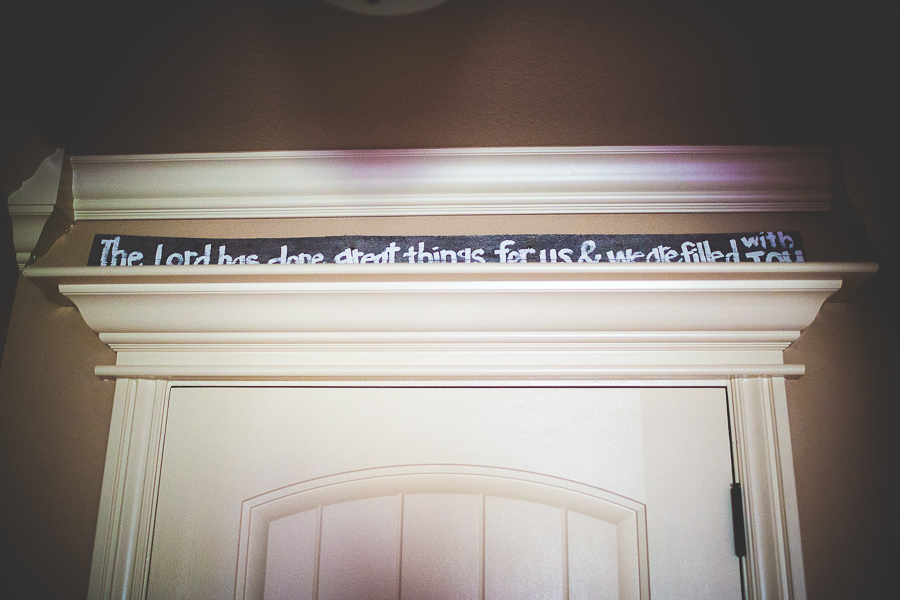 The Lord has done great things for us & we are filled with JOY